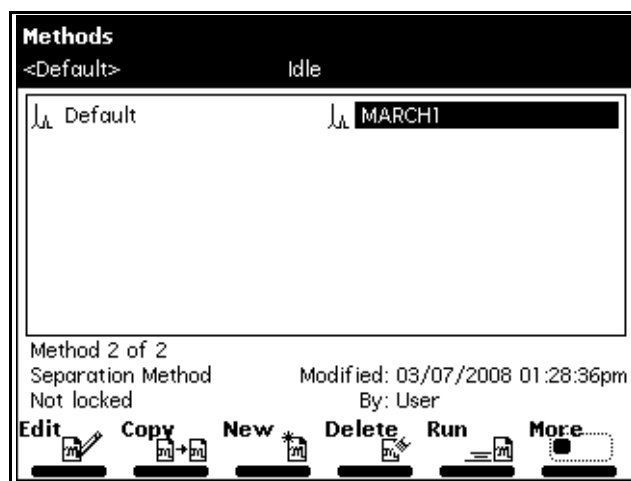 Methods
<Default> Idle
Default MARCH1
Method 2 of 2
Separation Method Modified: 03/07/2008 01:28:36pm
Not locked By: User
Edit Copy New Delete Run More